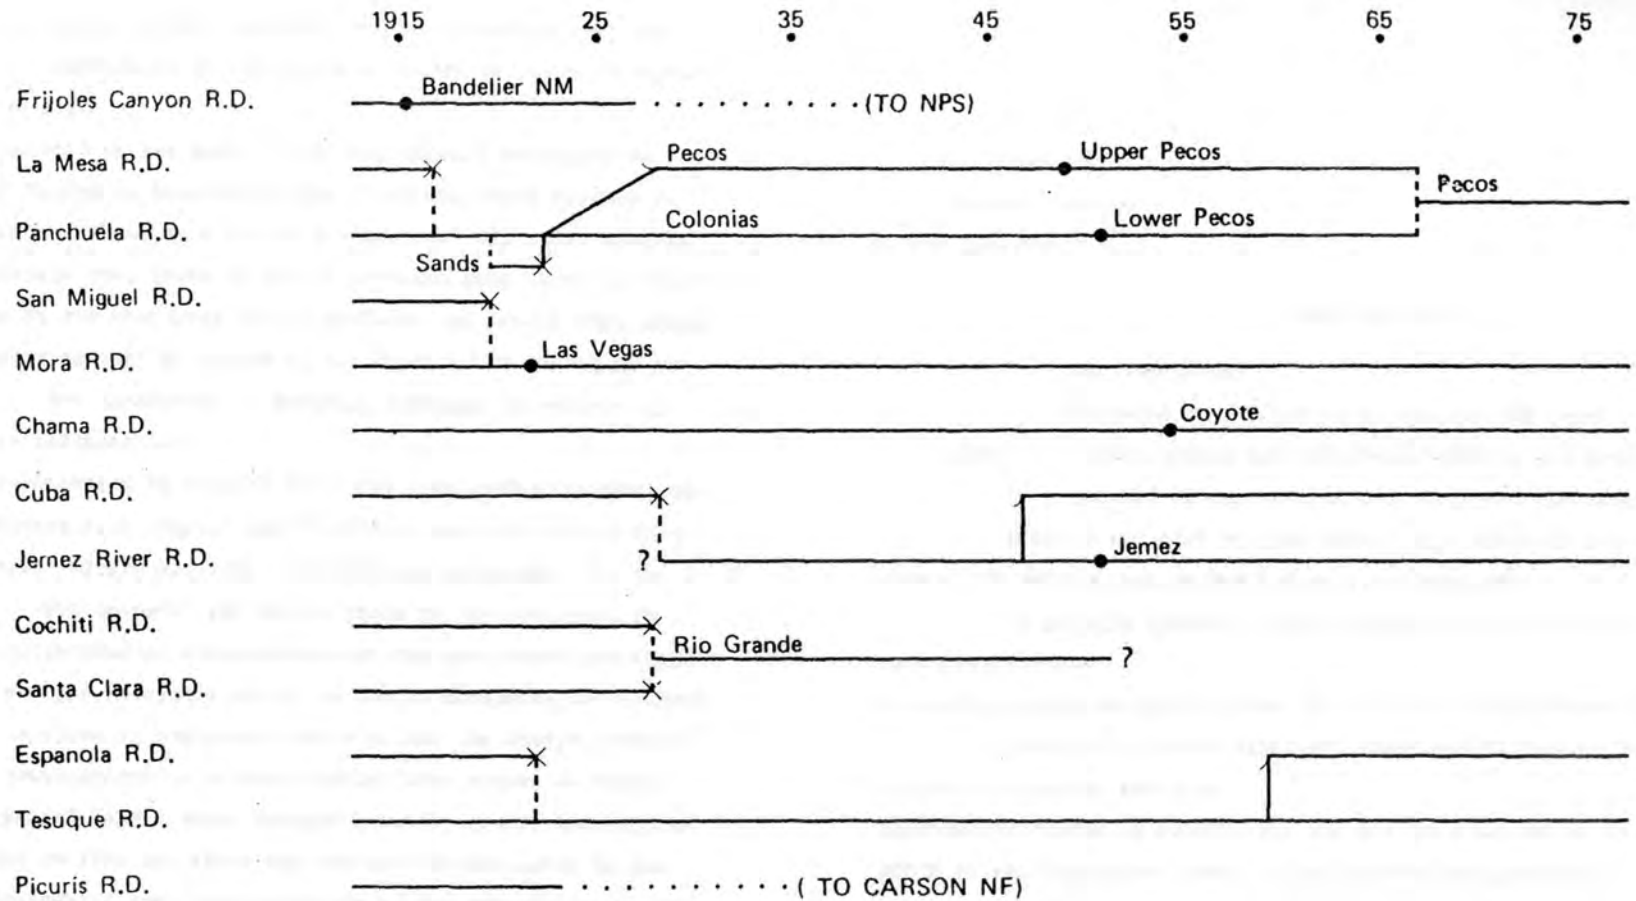 1915 25 35 45 55 65 75
Frijoles Canyon R.D. Bandelier NM (TO NPS)
La Mesa R.D. Pecos Upper Pecos
Pecos
Panchuela R.D. Colonias Lower Pecos
Sands
San Miguel R.D.
Mora R.D. Las Vegas
Chama R.D. Coyote
Cuba R.D.
Jernez River R.D. ? Jemez
Cochiti R.D.
Rio Grande ?
Santa Clara R.D.
Espanola R.D.
Tesuque R.D.
Picuris R.D. ( TO CARSON NF)